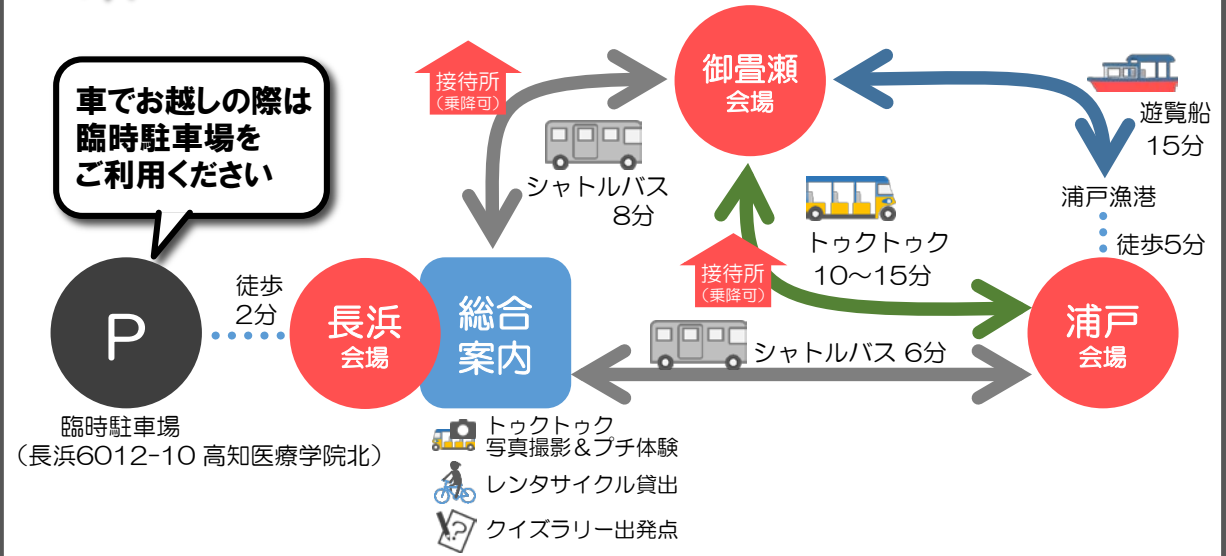 車でお越しの際は
臨時駐車場を
ご利用ください
接待所
（乗降可）
御畳瀬
会場
遊覧船
15分
シャトルバス
8分
浦戸漁港
徒歩5分
トゥクトゥク
10〜15分
接待所
（乗降可）
P
徒歩
2分
長浜
会場
総合
案内
シャトルバス 6分
浦戸
会場
臨時駐車場
（長浜6012-10 高知医療学院北）
トゥクトゥク
写真撮影＆プチ体験
レンタサイクル貸出
?
クイズラリー出発点